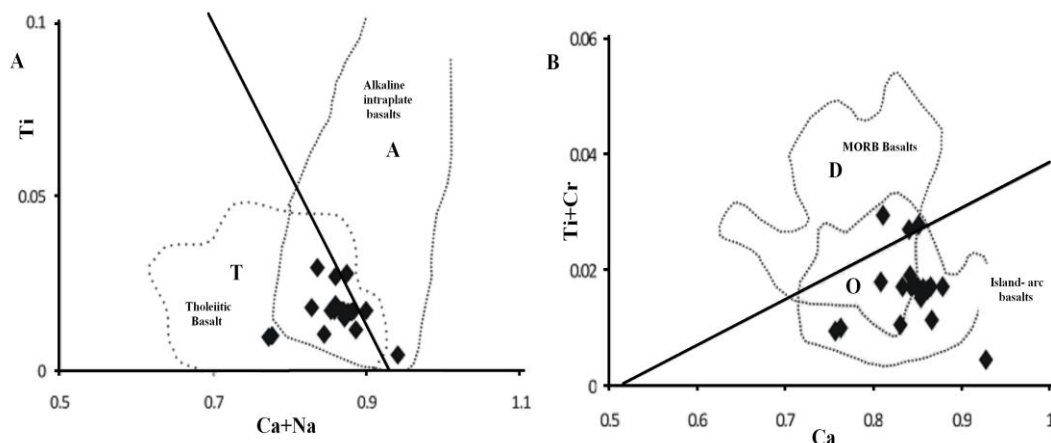 A
0.1
Ti
0.05
0
0.5
0.7
0.9
1.1
Ca+Na
Alkaline
intraplate
basalts
A
T
Tholeiitic
Basalt
B
0.06
Ti+Cr
0.04
0.02
0
0.5
0.6
0.7
0.8
0.9
1
Ca
MORB Basalts
D
O
Island- arc
basalts